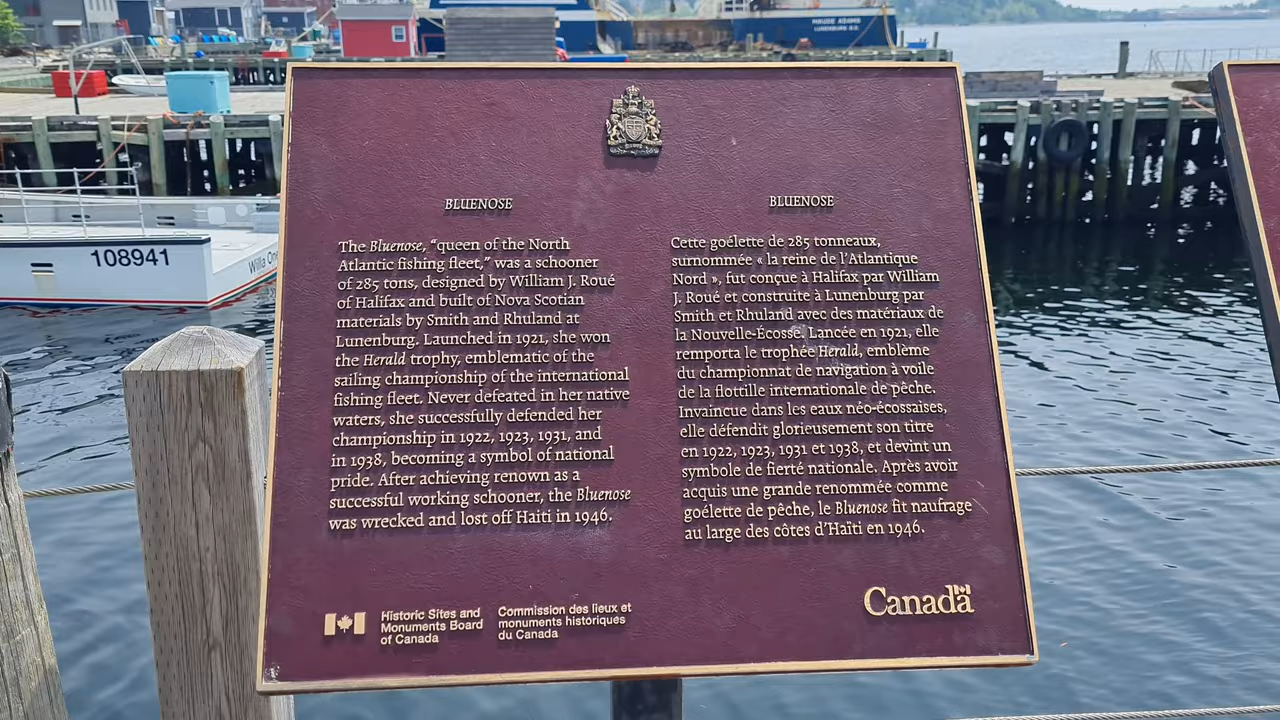 MAUDE ADAMS
LUNENBURG N.S.
108941
Willa One
BLUENOSE
The Bluenose, “queen of the North
Atlantic fishing fleet,” was a schooner
of 285 tons, designed by William J. Roué
of Halifax and built of Nova Scotian
materials by Smith and Rhuland at
Lunenburg. Launched in 1921, she won
the Herald trophy, emblematic of the
sailing championship of the international
fishing fleet. Never defeated in her native
waters, she successfully defended her
championship in 1922, 1923, 1931, and
in 1938, becoming a symbol of national
pride. After achieving renown as a
successful working schooner, the Bluenose
was wrecked and lost off Haiti in 1946.
BLUENOSE
Cette goélette de 285 tonneaux,
surnommée « la reine de l’Atlantique
Nord », fut conçue à Halifax par William
J. Roué et construite à Lunenburg par
Smith et Rhuland avec des matériaux de
la Nouvelle-Écosse. Lancée en 1921, elle
remporta le trophée Herald, emblème
du championnat de navigation à voile
de la flottille internationale de pêche.
Invaincue dans les eaux néo-écossaises,
elle défendit glorieusement son titre
en 1922, 1923, 1931 et 1938, et devint un
symbole de fierté nationale. Après avoir
acquis une grande renommée comme
goélette de pêche, le Bluenose fit naufrage
au large des côtes d’Haïti en 1946.
Historic Sites and
Monuments Board
of Canada
Commission des lieux et
monuments historiques
du Canada
Canada